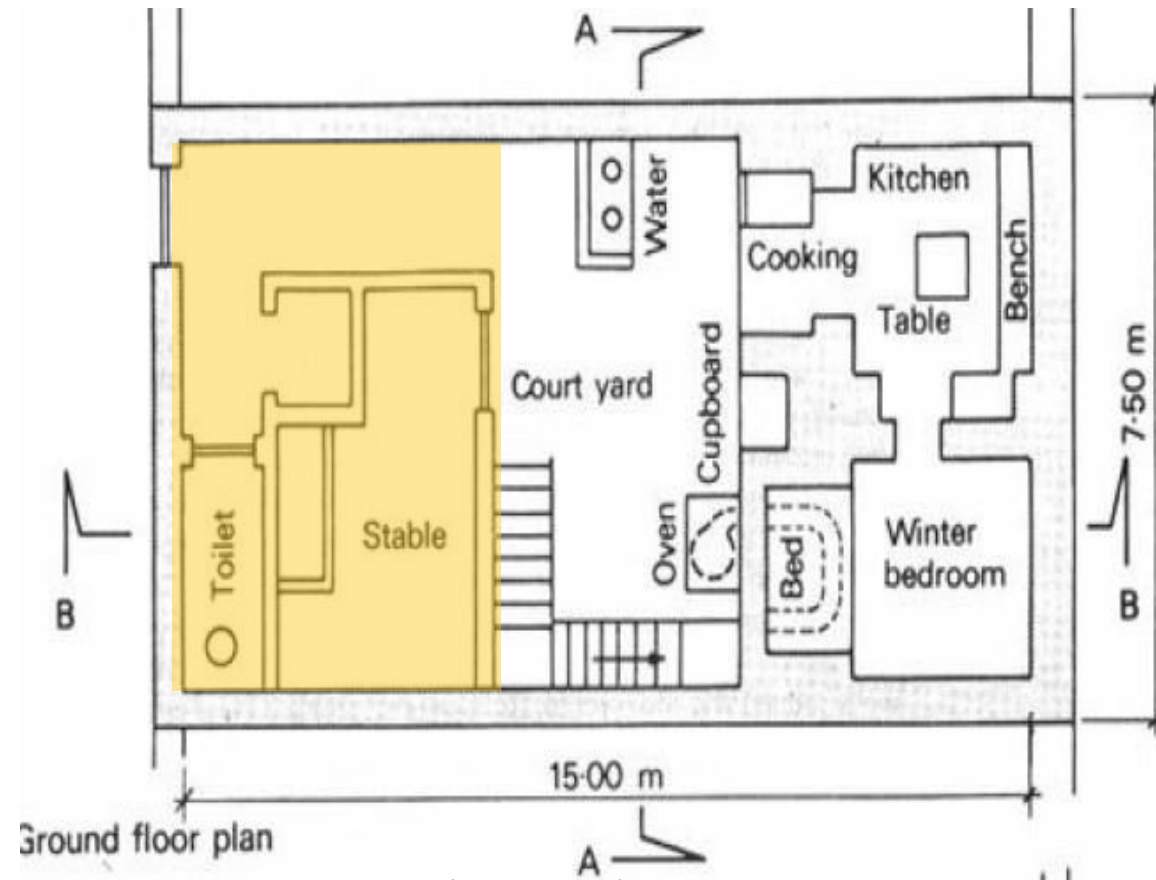 A
Water
Kitchen
Cooking
Bench
Table
Court yard
Cupboard
7·50 m
Toilet
Stable
Oven
Bed
Winter
bedroom
B
B
15·00 m
Ground floor plan
A